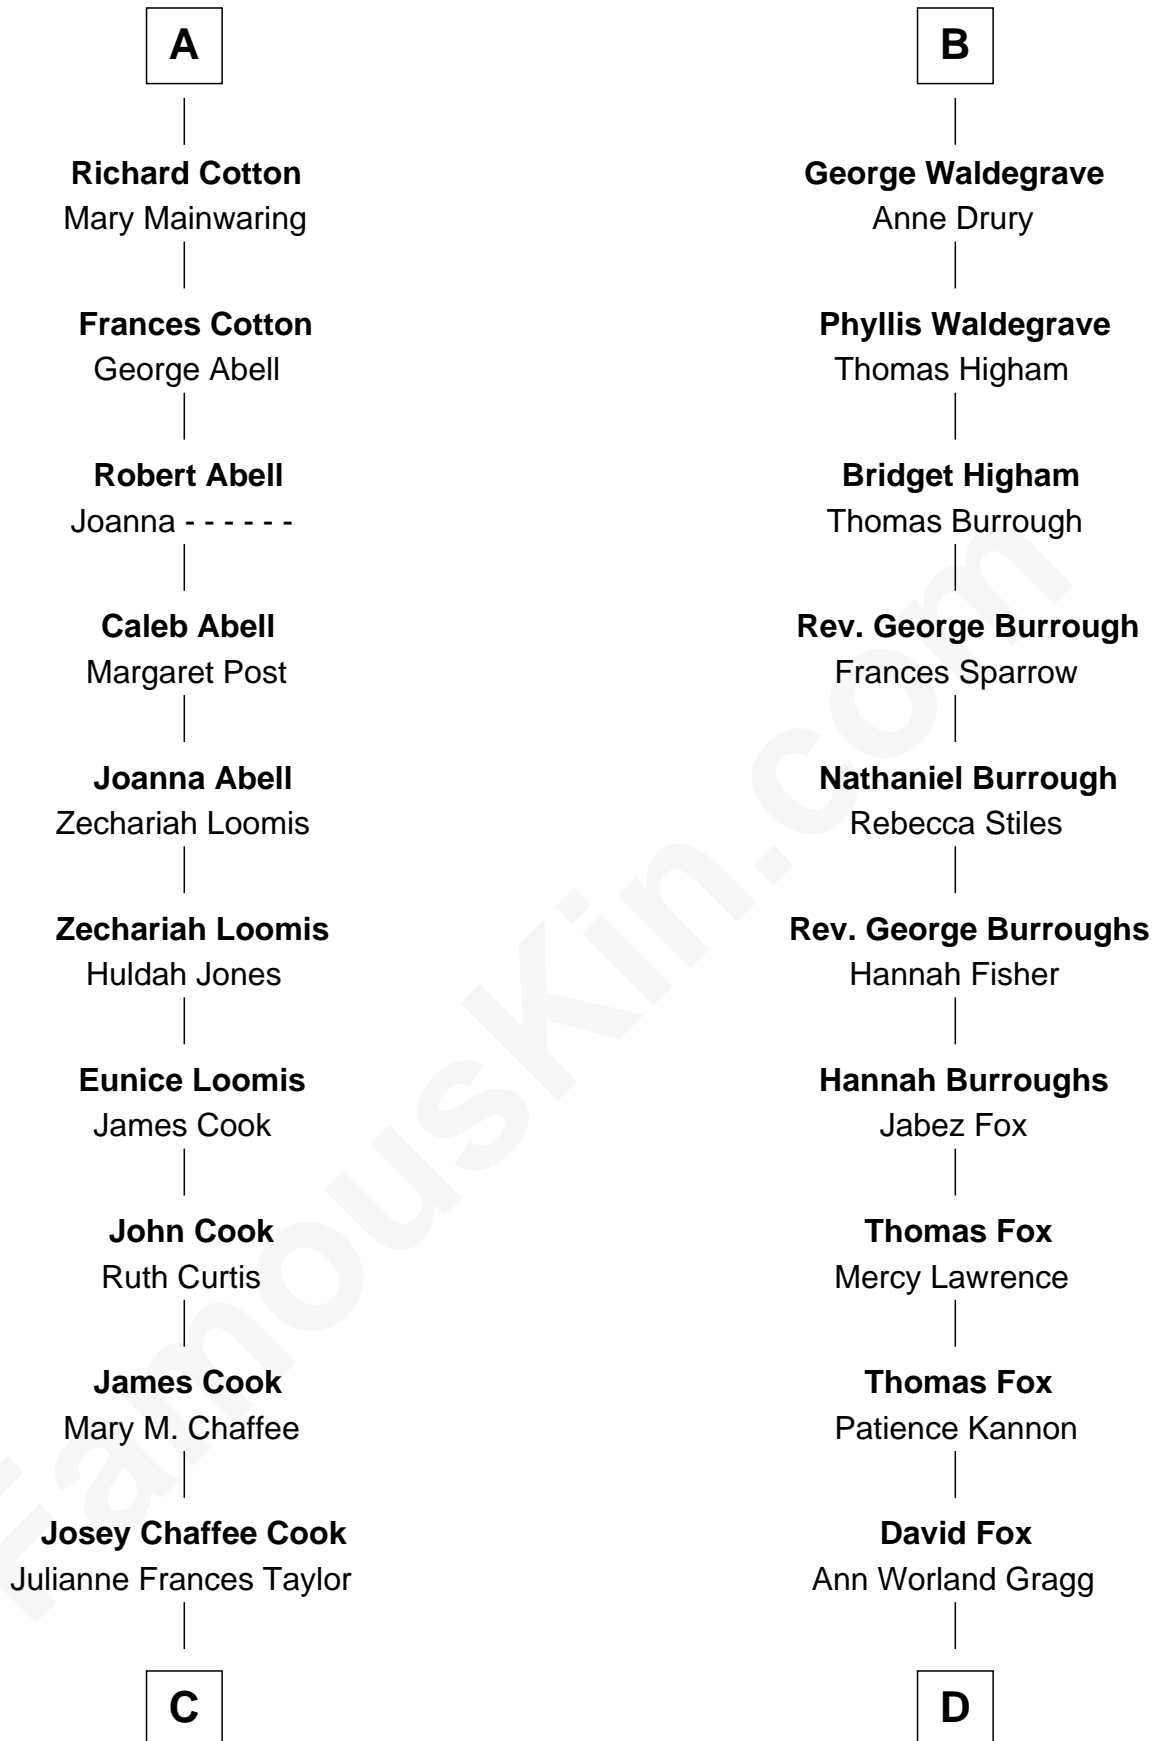 A
Richard Cotton
Mary Mainwaring
Frances Cotton
George Abell
Robert Abell
Joanna - - - - - -
Caleb Abell
Margaret Post
Joanna Abell
Zechariah Loomis
Zechariah Loomis
Huldah Jones
Eunice Loomis
James Cook
John Cook
Ruth Curtis
James Cook
Mary M. Chaffee
Josey Chaffee Cook
Julianne Frances Taylor
C
B
George Waldegrave
Anne Drury
Phyllis Waldegrave
Thomas Higham
Bridget Higham
Thomas Burrough
Rev. George Burrough
Frances Sparrow
Nathaniel Burrough
Rebecca Stiles
Rev. George Burroughs
Hannah Fisher
Hannah Burroughs
Jabez Fox
Thomas Fox
Mercy Lawrence
Thomas Fox
Patience Kannon
David Fox
Ann Worland Gragg
D
FamousKin.com